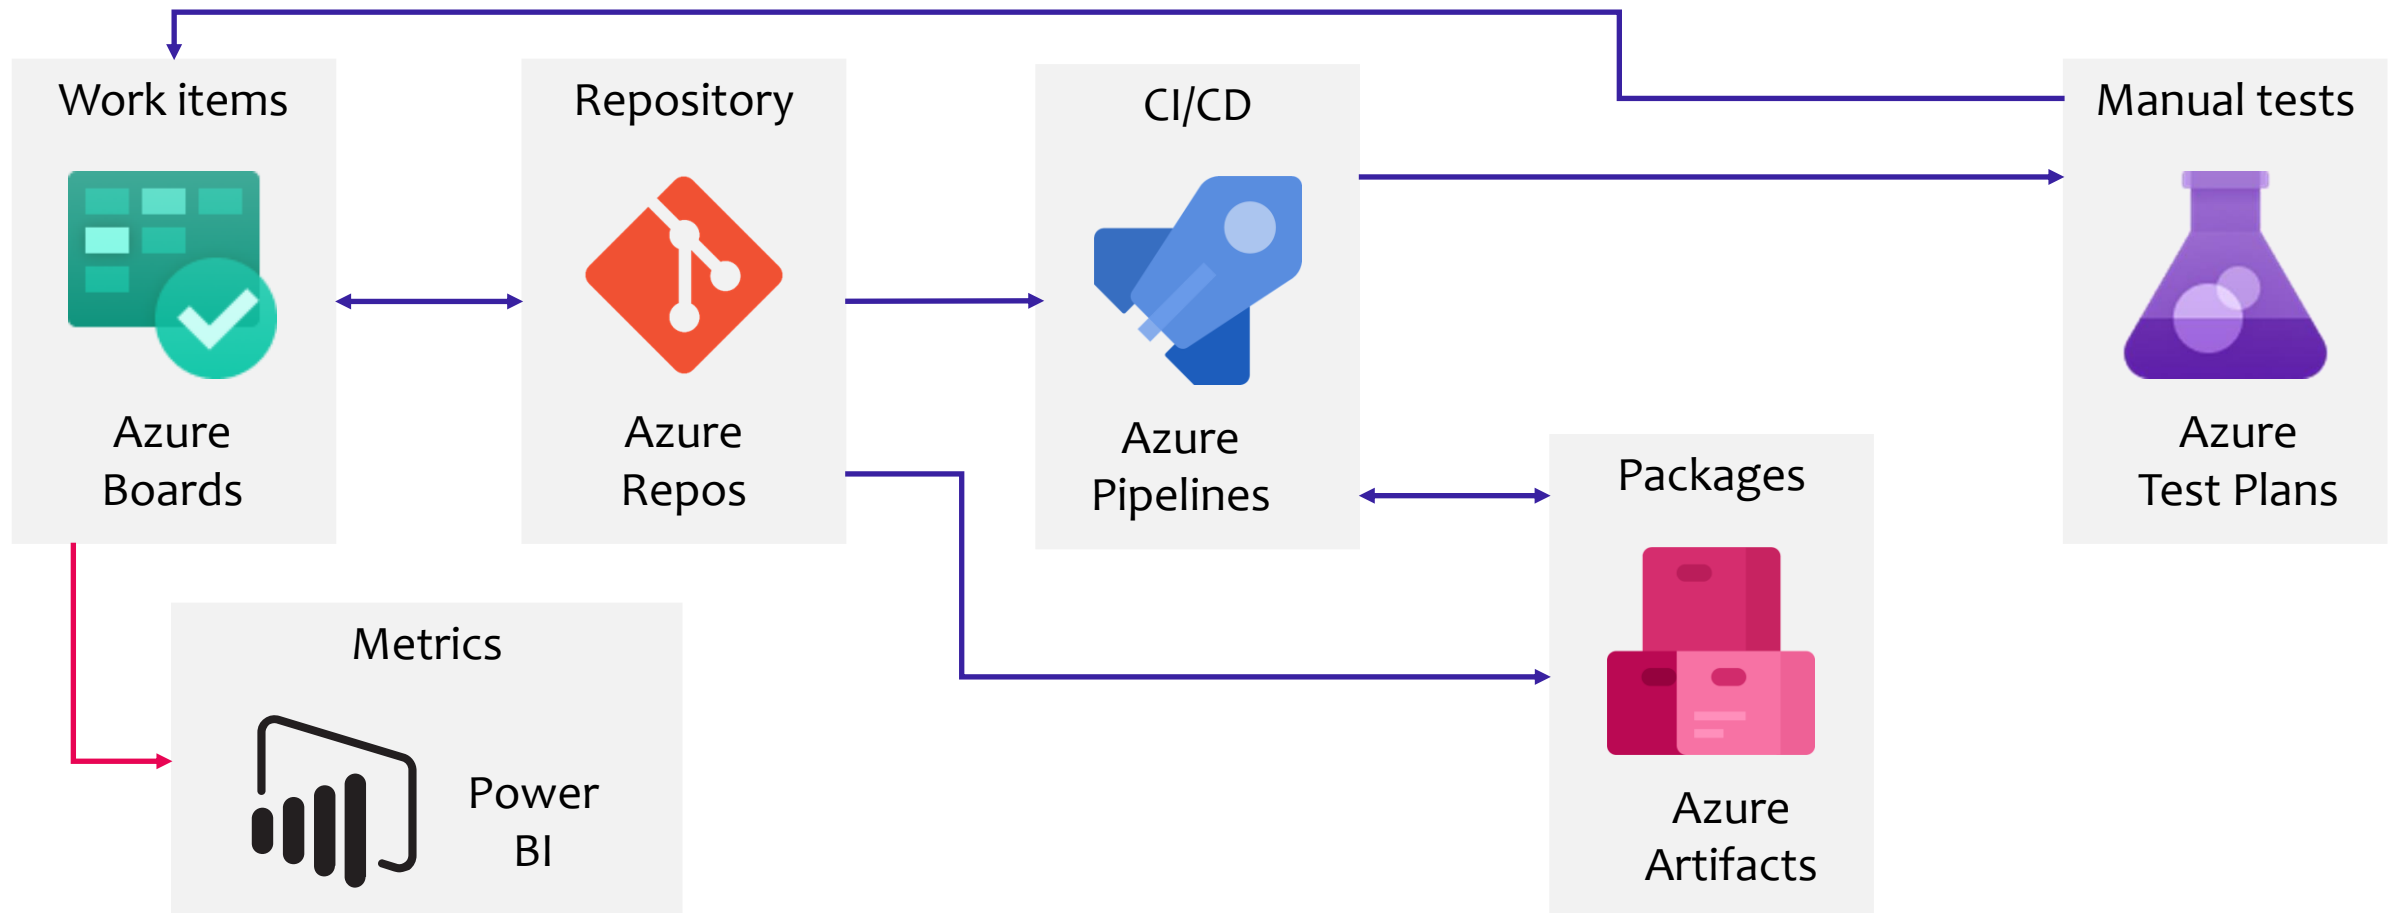 Work items
Azure
Boards
Repository
Azure
Repos
CI/CD
Azure
Pipelines
Manual tests
Azure
Test Plans
Packages
Azure
Artifacts
Metrics
Power
BI